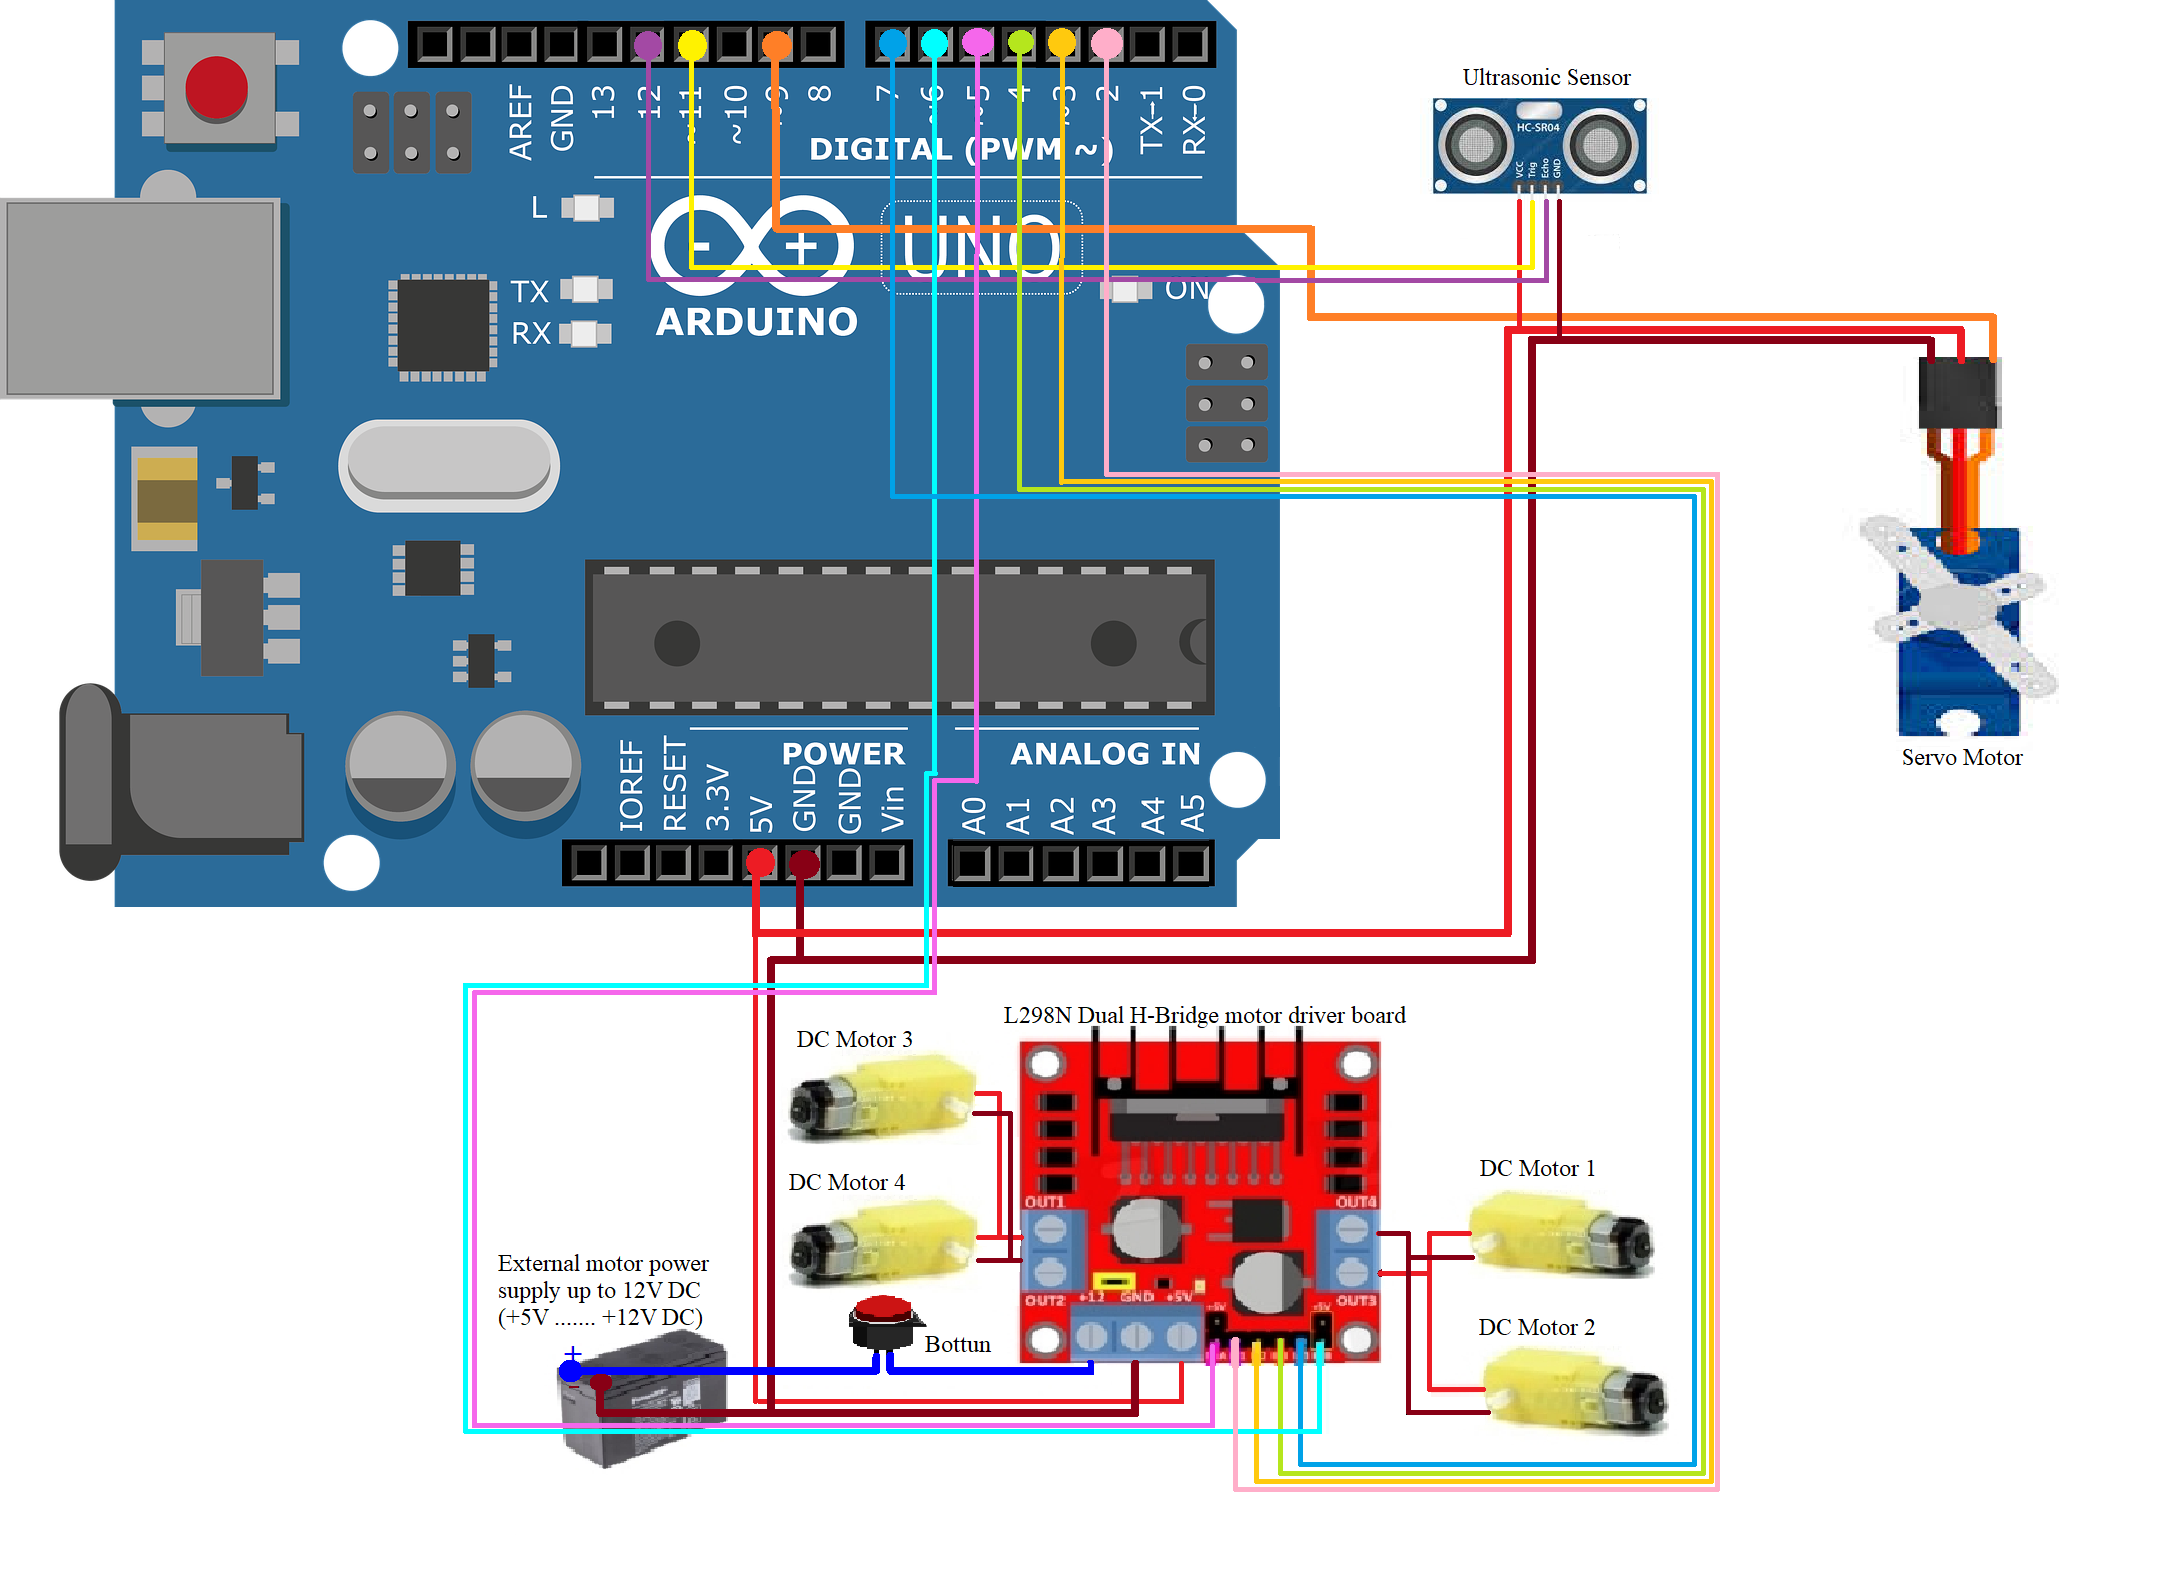 AREF
GND
13
12
~11
~10
~9
8
7
~6
~5
4
~3
2
TX→1
RX←0
DIGITAL (PWM ~)
L
TX
RX
- +
UNO
ARDUINO
ON
POWER
ANALOG IN
IOREF
RESET
3.3V
5V
GND
GND
Vin
A0
A1
A2
A3
A4
A5
Ultrasonic Sensor
HC-SR04
VCC
Trig
Echo
GND
Servo Motor
L298N Dual H-Bridge motor driver board
DC Motor 3
DC Motor 4
DC Motor 1
DC Motor 2
OUT1
OUT4
OUT2
+12 GND +5V
OUT3
+5V
+5V
External motor power
supply up to 12V DC
(+5V ....... +12V DC)
+
-
Bottun